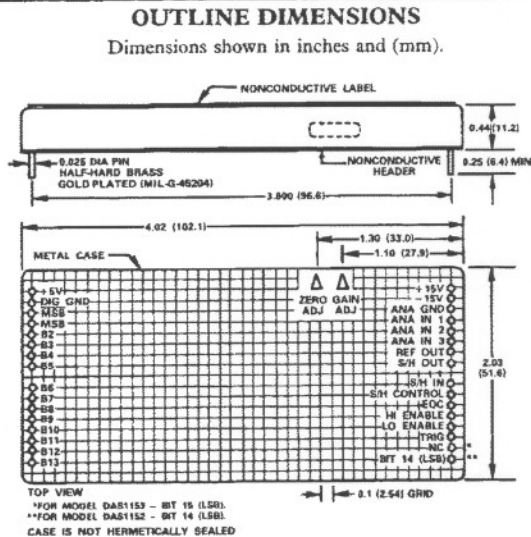 OUTLINE DIMENSIONS
Dimensions shown in inches and (mm).
NONCONDUCTIVE LABEL
0.44 (11.2)
0.025 DIA PIN
HALF-HARD BRASS
GOLD PLATED (MIL-G-45204)
NONCONDUCTIVE
HEADER
0.25 (6.4) MIN
3.800 (96.6)
4.02 (102.1)
1.30 (33.0)
1.10 (27.9)
METAL CASE
+5V
DIG GND
MSB
MSB
B2
B3
B4
B5
B6
B7
B8
B9
B10
B11
B12
B13
ZERO ADJ
GAIN ADJ
+15V
-15V
ANA GND
ANA IN 1
ANA IN 2
ANA IN 3
REF OUT
S/H OUT
S/H IN
S/H CONTROL
EOC
HI ENABLE
LO ENABLE
TRIG
NC *
BIT 14 (LSB) **
2.03
(51.6)
TOP VIEW
0.1 (2.54) GRID
*FOR MODEL DAS1153 - BIT 15 (LSB).
**FOR MODEL DAS1152 - BIT 14 (LSB).
CASE IS NOT HERMETICALLY SEALED